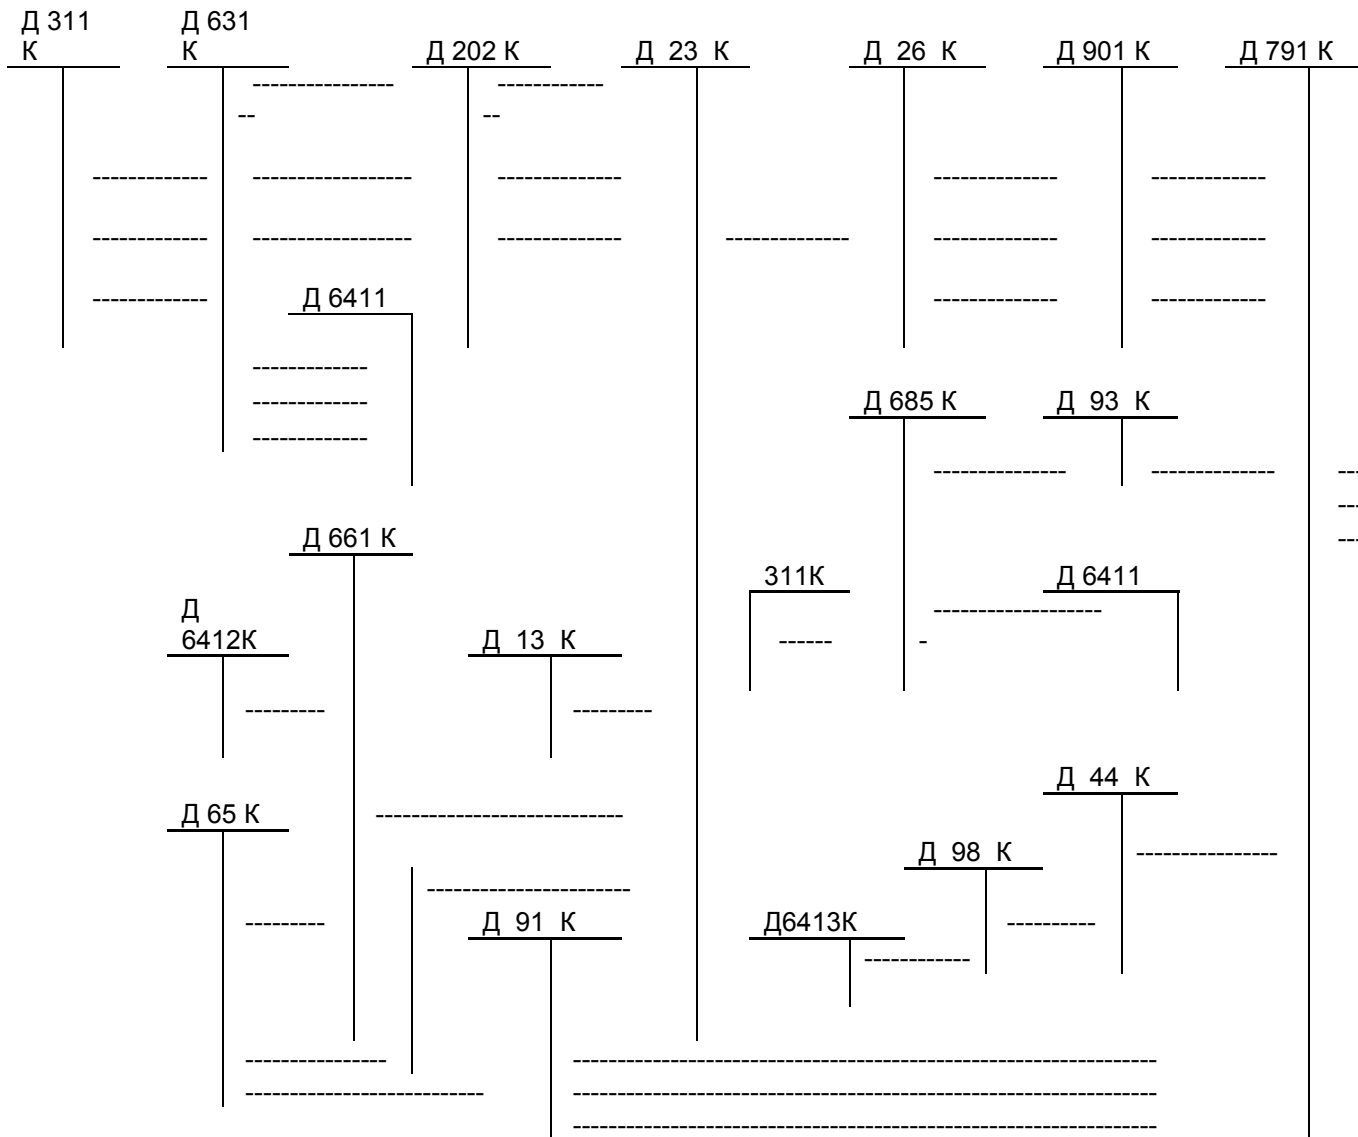 Д 311
К
Д 631
К
Д 202 К
Д 23 К
Д 26 К
Д 901 К
Д 791 К
Д 6411
Д 685 К
Д 93 К
Д 661 К
311К
Д 6411
Д
6412К
Д 13 К
Д 44 К
Д 65 К
Д 98 К
Д 91 К
Д6413К